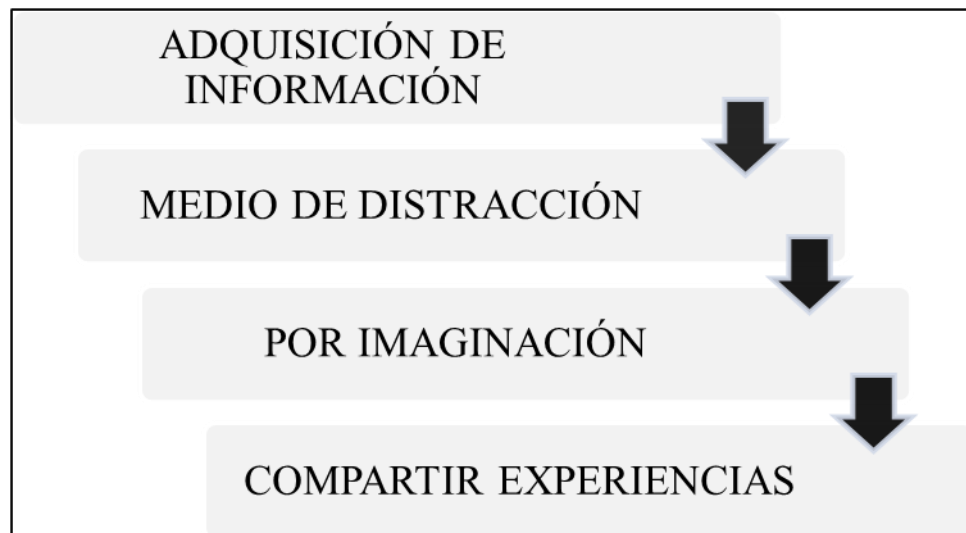 ADQUISICIÓN DE
INFORMACIÓN
MEDIO DE DISTRACCIÓN
POR IMAGINACIÓN
COMPARTIR EXPERIENCIAS